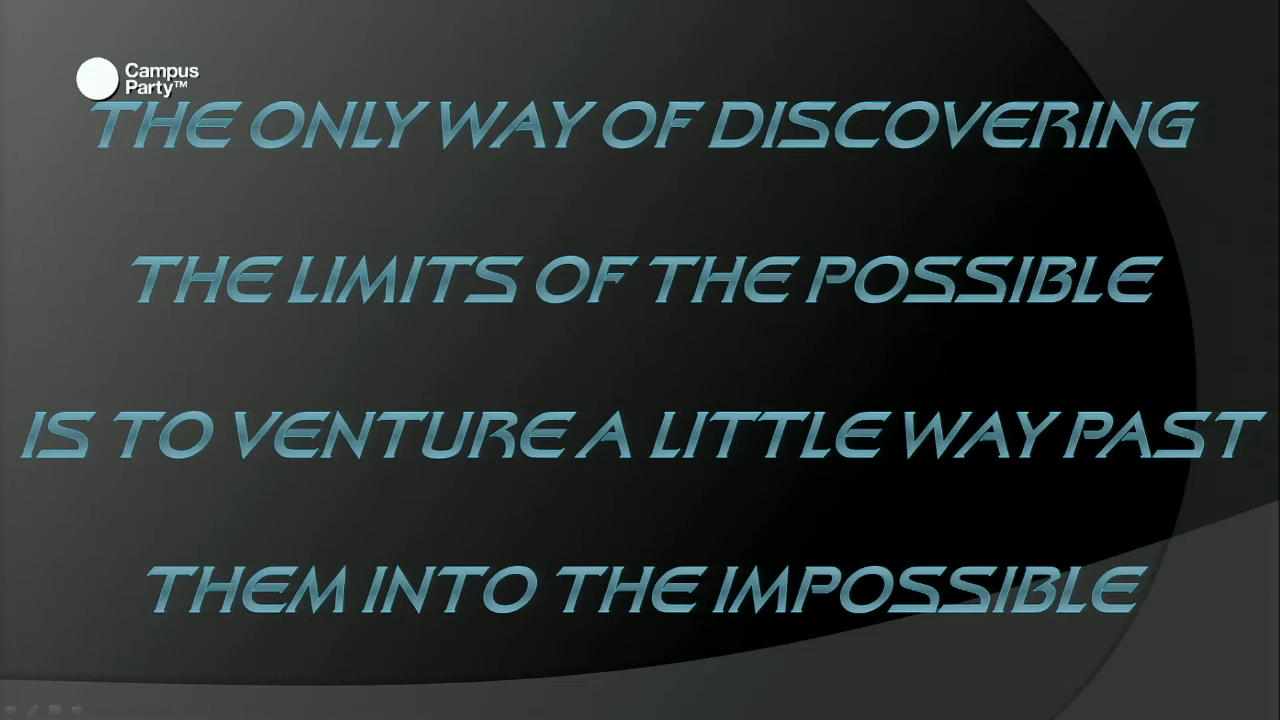 Campus
Party™
THE ONLY WAY OF DISCOVERING
THE LIMITS OF THE POSSIBLE
IS TO VENTURE A LITTLE WAY PAST
THEM INTO THE IMPOSSIBLE